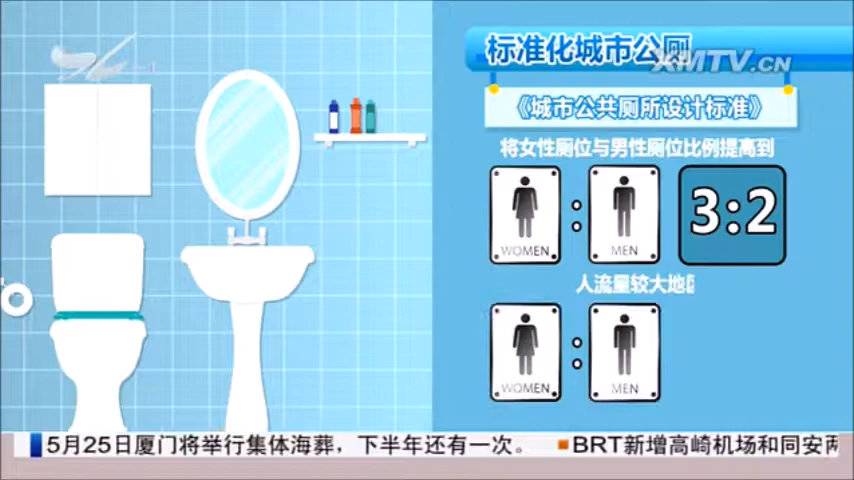 标准化城市公厕
XMTV.CN
《城市公共厕所设计标准》
将女性厕位与男性厕位比例提高到
WOMEN : MEN 3:2
人流量较大地
WOMEN : MEN
5月25日厦门将举行集体海葬，下半年还有一次。 BRT新增高崎机场和同安两